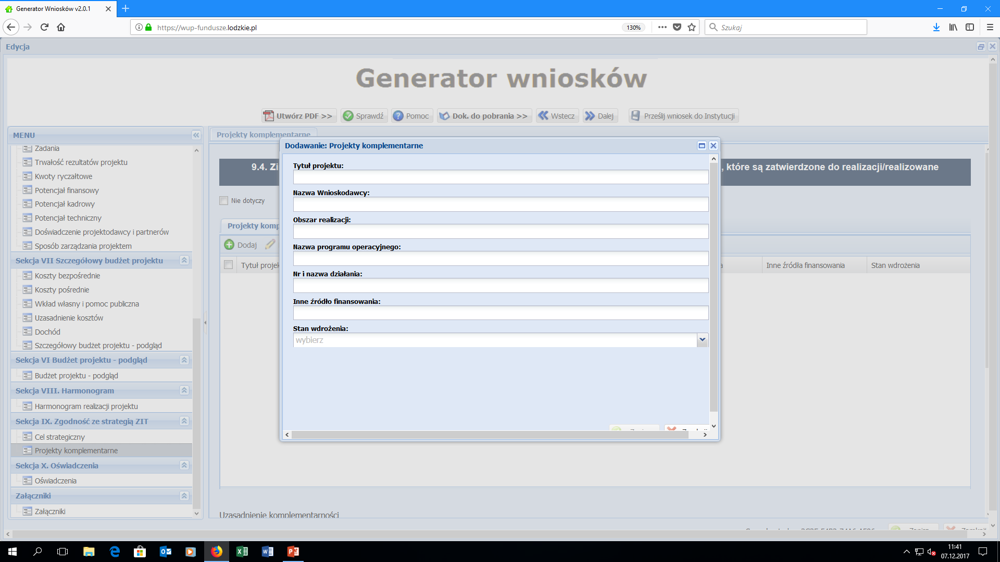 Generator Wniosków v2.0.1
https://wup-fundusze.lodzkie.pl
130%
Szukaj
Edycja
Generator wniosków
Utwórz PDF >>
Sprawdź
Pomoc
Dok. do pobrania >>
Wstecz
Dalej
Prześlij wniosek do Instytucji
MENU
Zadania
Trwałość rezultatów projektu
Kwoty ryczałtowe
Potencjał finansowy
Potencjał kadrowy
Potencjał techniczny
Doświadczenie projektodawcy i partnerów
Sposób zarządzania projektem
Sekcja VII Szczegółowy budżet projektu
Koszty bezpośrednie
Koszty pośrednie
Wkład własny i pomoc publiczna
Uzasadnienie kosztów
Dochód
Szczegółowy budżet projektu - podgląd
Sekcja VI Budżet projektu - podgląd
Budżet projektu - podgląd
Sekcja VIII. Harmonogram
Harmonogram realizacji projektu
Sekcja IX. Zgodność ze strategią ZIT
Cel strategiczny
Projekty komplementarne
Sekcja X. Oświadczenia
Oświadczenia
Załączniki
Załączniki
Projekty komplementarne
9.4. Zi
, które są zatwierdzone do realizacji/realizowane
Nie dotyczy
Projekty komp
Dodaj
Tytuł projek
Inne źródła finansowania
Stan wdrożenia
Uzasadnienie komplementarności
Dodawanie: Projekty komplementarne
Tytuł projektu:
Nazwa Wnioskodawcy:
Obszar realizacji:
Nazwa programu operacyjnego:
Nr i nazwa działania:
Inne źródło finansowania:
Stan wdrożenia:
wybierz
11:41
07.12.2017